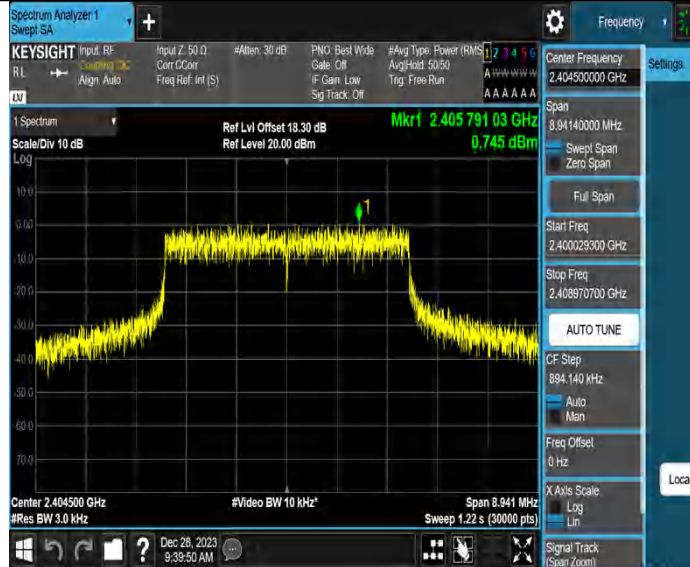 Spectrum Analyzer 1
Swept SA
+
Frequency
KEYSIGHT
RL
Input: RF
Coupling: DC
Align: Auto
Input Z: 50 Ω
Corr CCorr
Freq Ref: Int (S)
#Atten: 30 dB
PNO: Best Wide
Gate: Off
IF Gain: Low
Sig Track: Off
#Avg Type: Power (RMS
Avg|Hold: 50/50
Trig: Free Run
1 2 3 4 5 6
A W W W W W
A A A A A A
LXI
1 Spectrum
Scale/Div 10 dB
Log
Ref Lvl Offset 18.30 dB
Ref Level 20.00 dBm
Mkr1 2.405 791 03 GHz
0.745 dBm
10.0
0.00
-10.0
-20.0
-30.0
-40.0
-50.0
-60.0
-70.0
1
Center 2.404500 GHz
#Res BW 3.0 kHz
#Video BW 10 kHz*
Span 8.941 MHz
Sweep 1.22 s (30000 pts)
?
Dec 28, 2023
9:39:50 AM
Center Frequency
2.404500000 GHz
Span
8.94140000 MHz
Swept Span
Zero Span
Full Span
Start Freq
2.400029300 GHz
Stop Freq
2.408970700 GHz
AUTO TUNE
CF Step
894.140 kHz
Auto
Man
Freq Offset
0 Hz
X Axis Scale
Log
Lin
Signal Track
(Span Zoom)
Settings
Loca